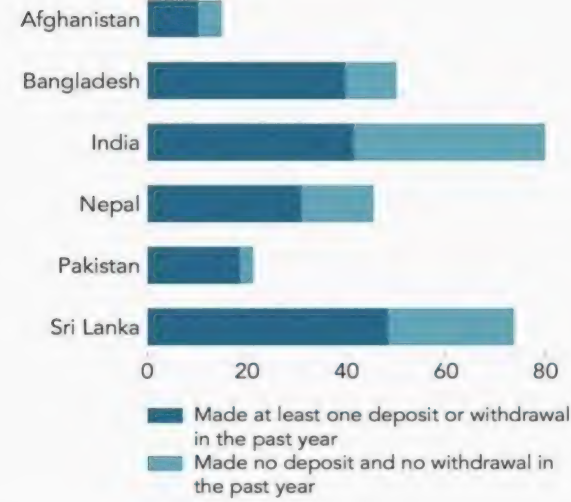 Afghanistan
Bangladesh
India
Nepal
Pakistan
Sri Lanka
0 20 40 60 80
Made at least one deposit or withdrawal
in the past year
Made no deposit and no withdrawal in
the past year